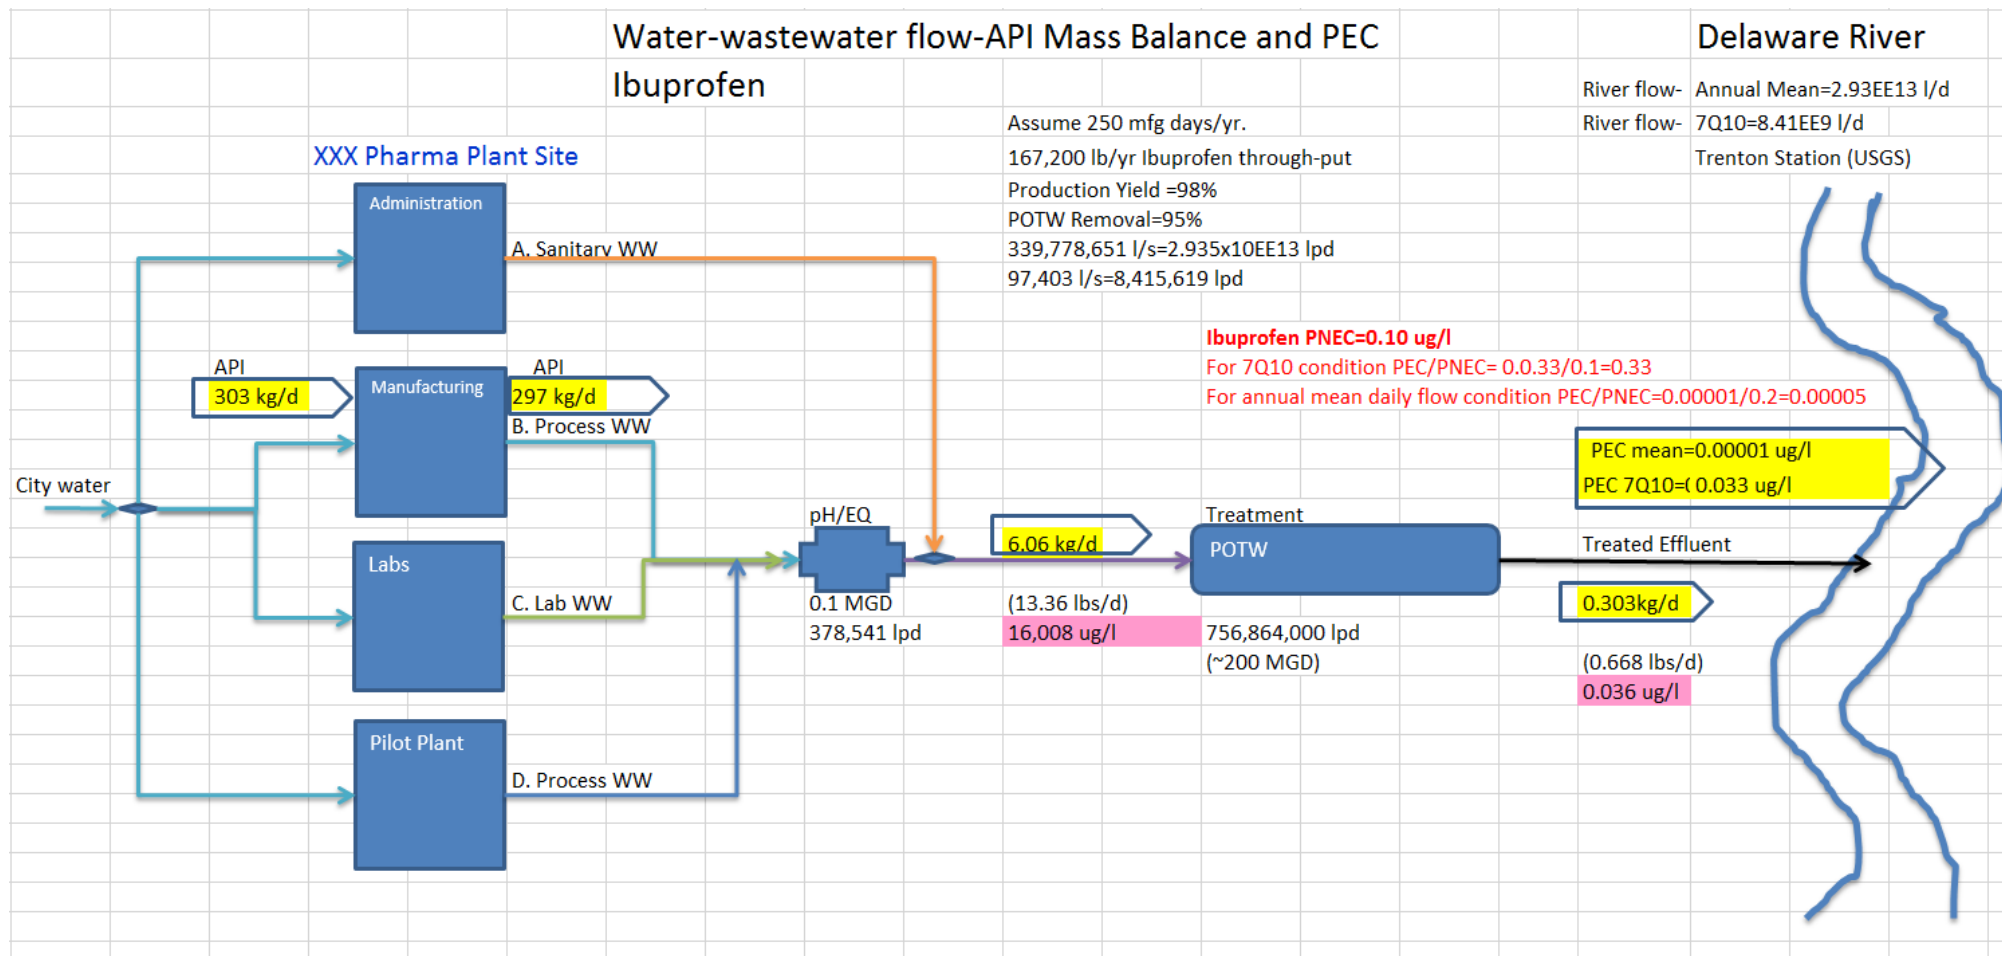 Water-wastewater flow-API Mass Balance and PEC
Ibuprofen
Delaware River
River flow- Annual Mean=2.93EE13 l/d
River flow- 7Q10=8.41EE9 l/d
Trenton Station (USGS)
Assume 250 mfg days/yr.
167,200 lb/yr Ibuprofen through-put
Production Yield =98%
POTW Removal=95%
339,778,651 l/s=2.935x10EE13 lpd
97,403 l/s=8,415,619 lpd
XXX Pharma Plant Site
Administration
A. Sanitary WW
Ibuprofen PNEC=0.10 ug/l
For 7Q10 condition PEC/PNEC= 0.0.33/0.1=0.33
For annual mean daily flow condition PEC/PNEC=0.00001/0.2=0.00005
API
303 kg/d
Manufacturing
API
297 kg/d
B. Process WW
PEC mean=0.00001 ug/l
PEC 7Q10=( 0.033 ug/l
City water
Labs
C. Lab WW
pH/EQ
0.1 MGD
378,541 lpd
6.06 kg/d
(13.36 lbs/d)
16,008 ug/l
Treatment
POTW
756,864,000 lpd
(~200 MGD)
Treated Effluent
0.303kg/d
(0.668 lbs/d)
0.036 ug/l
Pilot Plant
D. Process WW